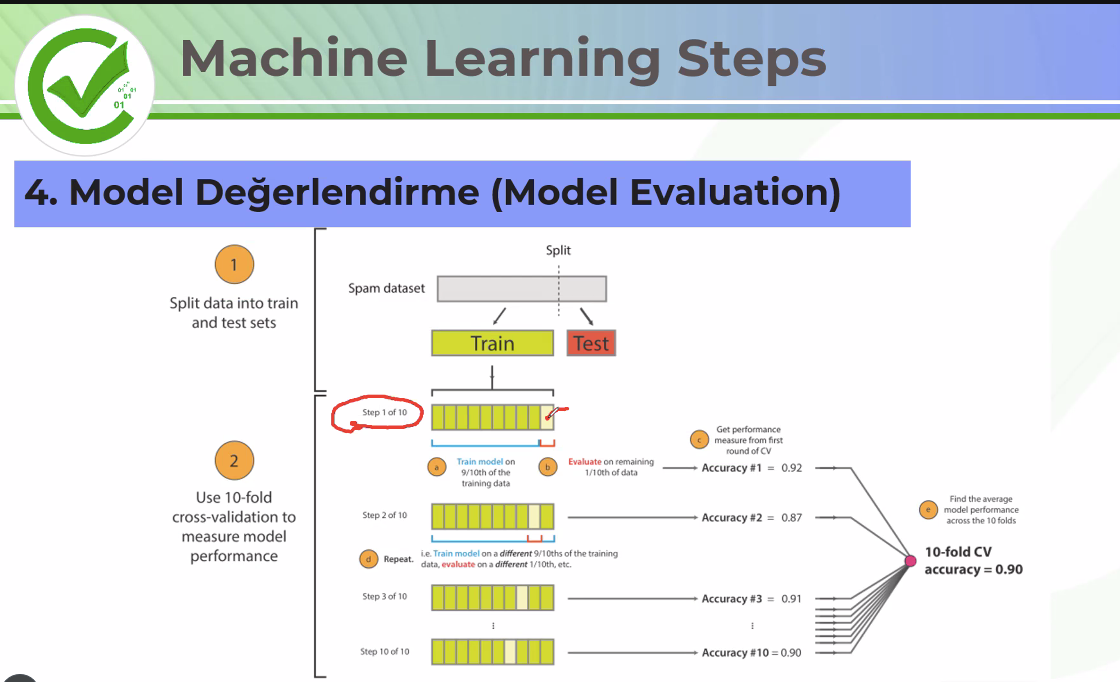 Machine Learning Steps
01 01
01
01
4. Model Değerlendirme (Model Evaluation)
1
Split data into train
and test sets
Split
Spam dataset
Train
Test
2
Use 10-fold
cross-validation to
measure model
performance
Step 1 of 10
a
Train model on
9/10th of the
training data
b
Evaluate on remaining
1/10th of data
c
Get performance
measure from first
round of CV
Accuracy #1 = 0.92
Step 2 of 10
Accuracy #2 = 0.87
d
Repeat.
i.e. Train model on a different 9/10ths of the training
data, evaluate on a different 1/10th, etc.
Step 3 of 10
Accuracy #3 = 0.91
⋮
⋮
Step 10 of 10
Accuracy #10 = 0.90
e
Find the average
model performance
across the 10 folds
10-fold CV
accuracy = 0.90